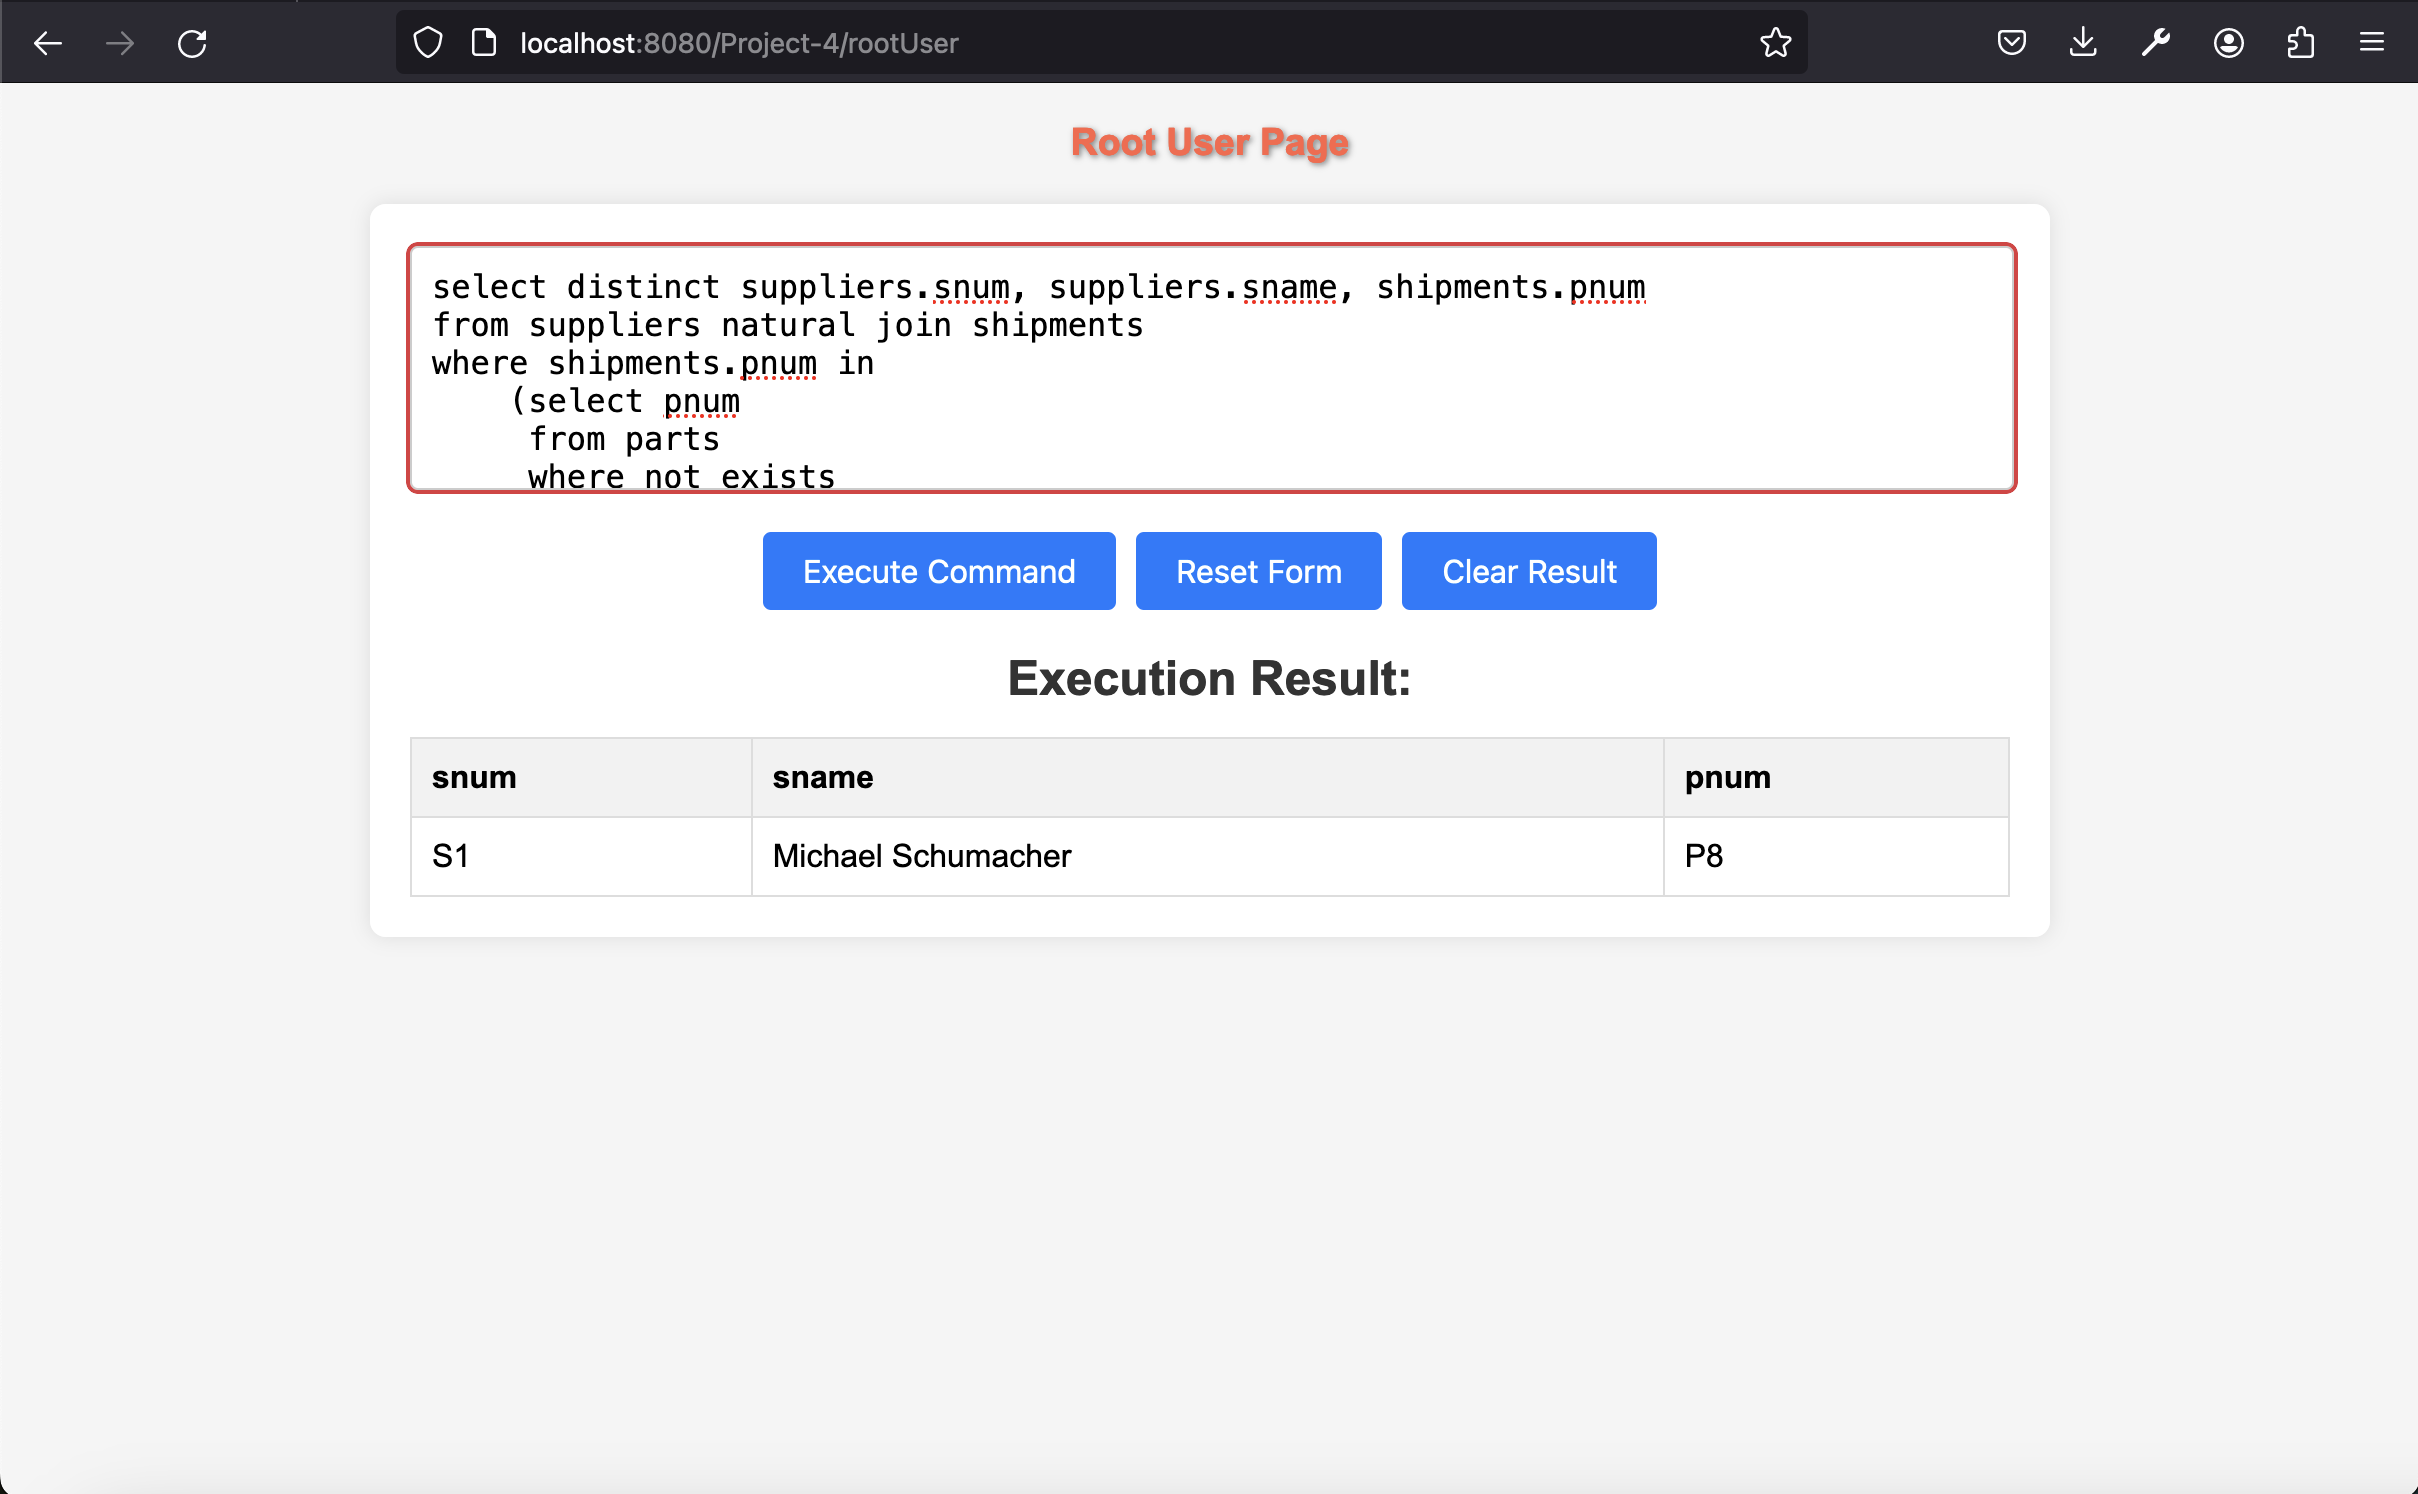 localhost:8080/Project-4/rootUser
Root User Page
select distinct suppliers.snum, suppliers.sname, shipments.pnum
from suppliers natural join shipments
where shipments.pnum in
(select pnum
from parts
where not exists
Execute Command
Reset Form
Clear Result
Execution Result:
snum sname pnum
S1 Michael Schumacher P8